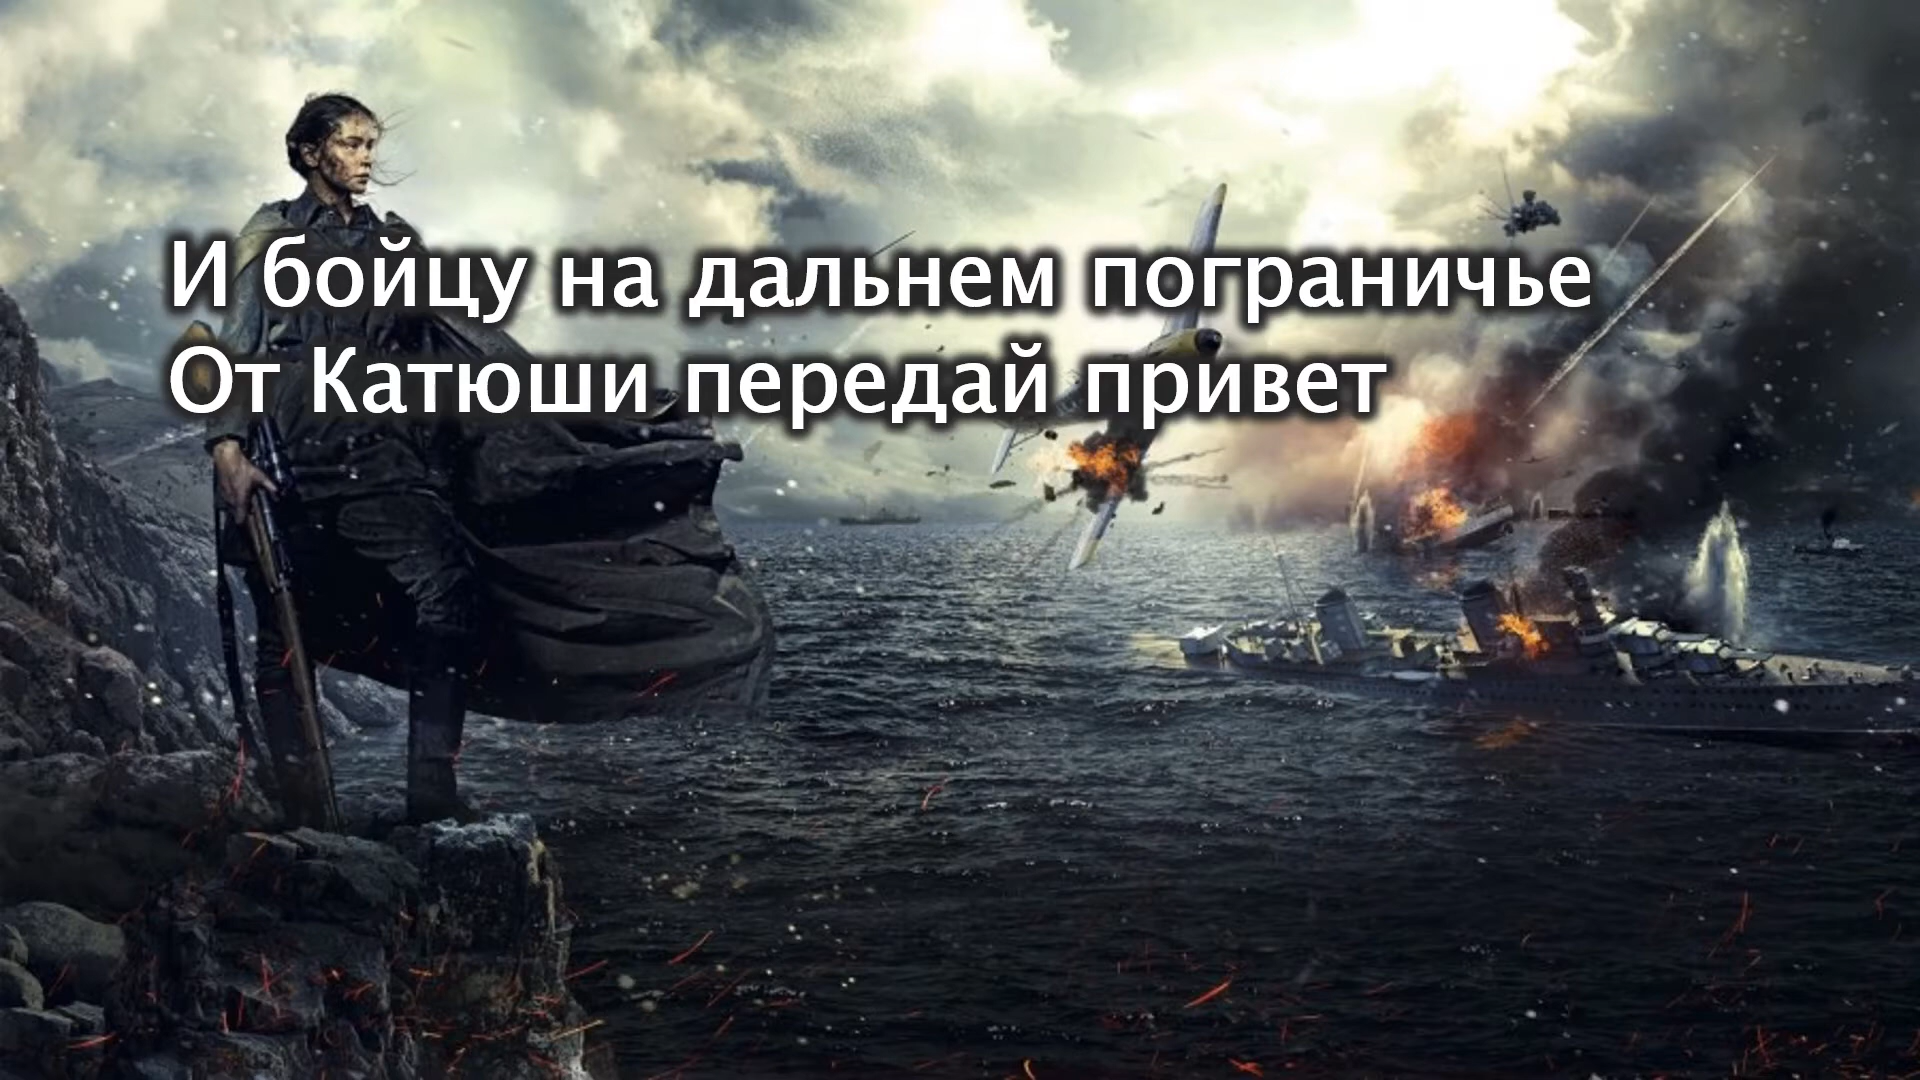 И бойцу на дальнем пограничье
От Катюши передай привет